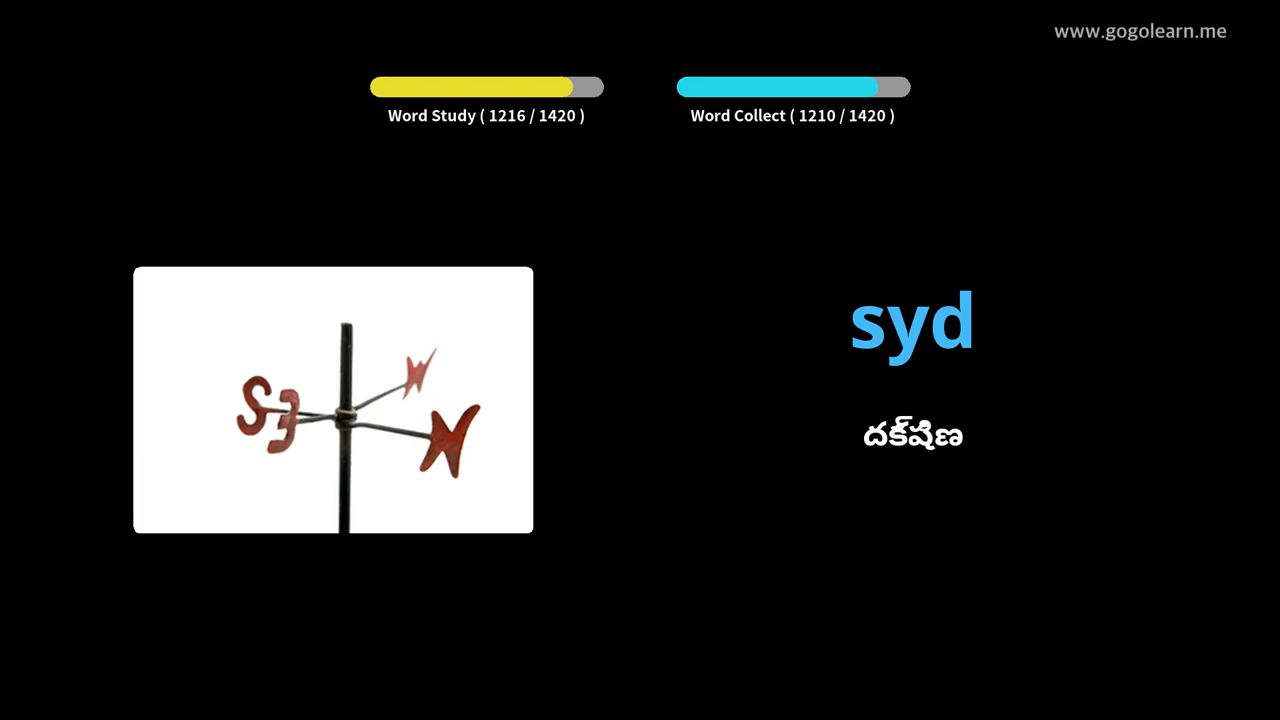 www.gogolearn.me
Word Study ( 1216 / 1420 )
Word Collect ( 1210 / 1420 )
syd
దక్‌షిణ
S E N W